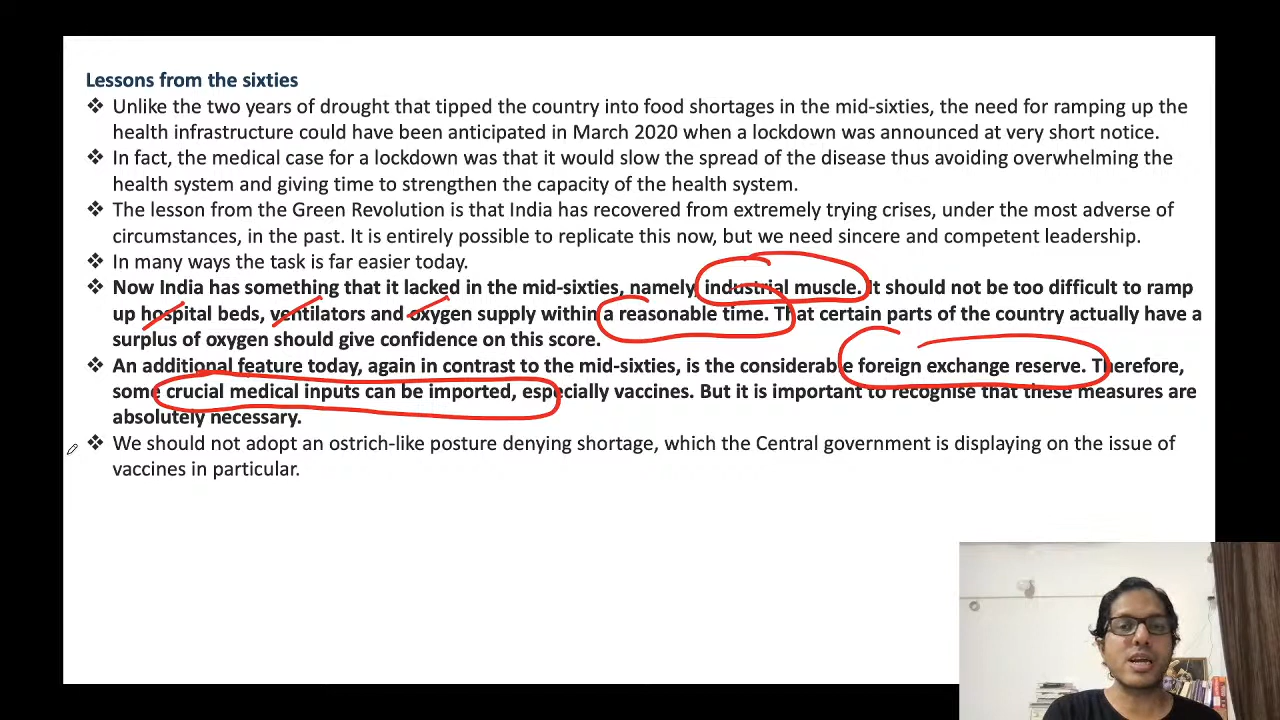 Lessons from the sixties
❖ Unlike the two years of drought that tipped the country into food shortages in the mid-sixties, the need for ramping up the
health infrastructure could have been anticipated in March 2020 when a lockdown was announced at very short notice.
❖ In fact, the medical case for a lockdown was that it would slow the spread of the disease thus avoiding overwhelming the
health system and giving time to strengthen the capacity of the health system.
❖ The lesson from the Green Revolution is that India has recovered from extremely trying crises, under the most adverse of
circumstances, in the past. It is entirely possible to replicate this now, but we need sincere and competent leadership.
❖ In many ways the task is far easier today.
❖ Now India has something that it lacked in the mid-sixties, namely, industrial muscle. It should not be too difficult to ramp
up hospital beds, ventilators and oxygen supply within a reasonable time. That certain parts of the country actually have a
surplus of oxygen should give confidence on this score.
❖ An additional feature today, again in contrast to the mid-sixties, is the considerable foreign exchange reserve. Therefore,
some crucial medical inputs can be imported, especially vaccines. But it is important to recognise that these measures are
absolutely necessary.
❖ We should not adopt an ostrich-like posture denying shortage, which the Central government is displaying on the issue of
vaccines in particular.